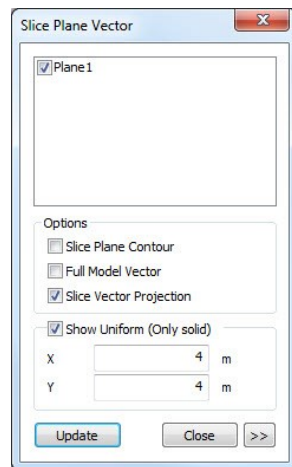 Slice Plane Vector
Plane1
Options
Slice Plane Contour
Full Model Vector
Slice Vector Projection
Show Uniform (Only solid)
X 4 m
Y 4 m
Update Close >>